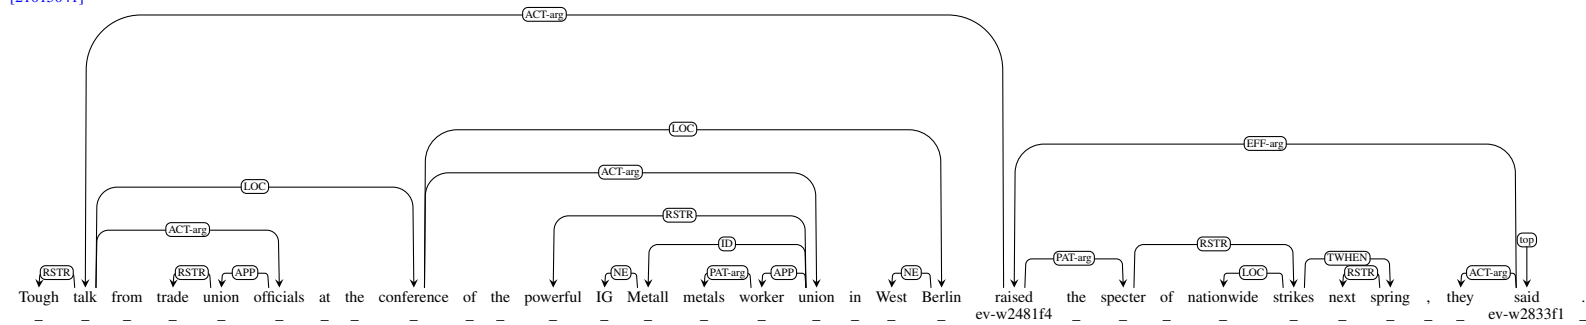 ACT-arg
LOC
EFF-arg
ACT-arg
LOC
RSTR
ACT-arg
ID
RSTR
top
PAT-arg
TWHEN
RSTR RSTR APP NE PAT-arg APP NE LOC RSTR ACT-arg
Tough talk from trade union officials at the conference of the powerful IG Metall metals worker union in West Berlin raised the specter of nationwide strikes next spring , they said .
_ _ _ _ _ _ _ _ _ _ _ _ _ _ _ _ _ _ _ _ ev-w2481f4 _ _ _ _ _ _ _ _ _ ev-w2833f1 _